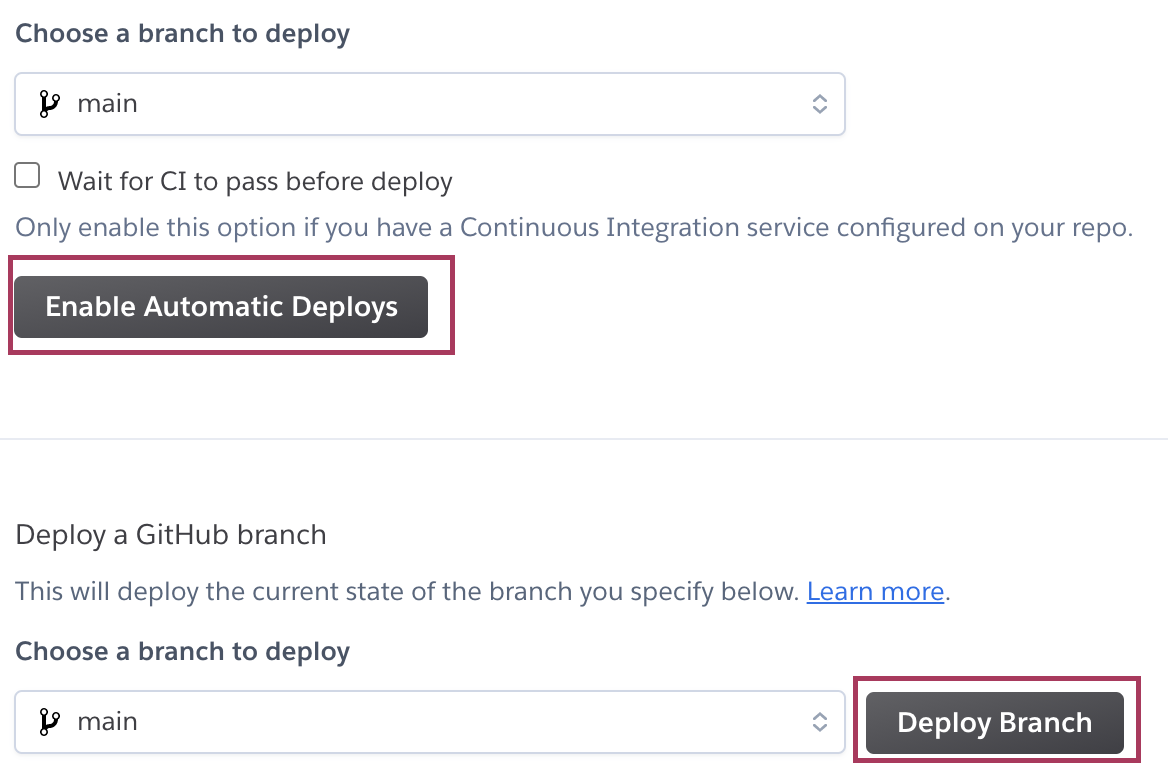 Choose a branch to deploy
main
Wait for CI to pass before deploy
Only enable this option if you have a Continuous Integration service configured on your repo.
Enable Automatic Deploys
Deploy a GitHub branch
This will deploy the current state of the branch you specify below. Learn more.
Choose a branch to deploy
main
Deploy Branch